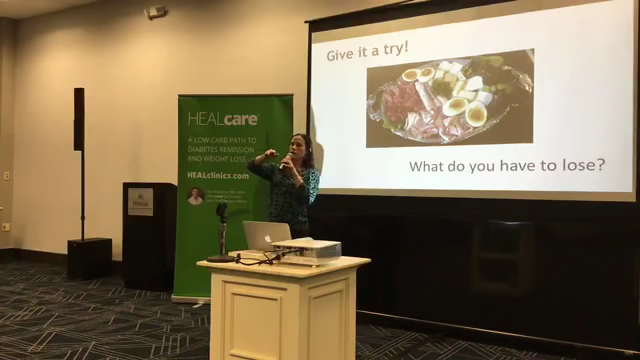 Give it a try!
What do you have to lose?
HEALcare
A LOW-CARB PATH TO
DIABETES REMISSION
AND WEIGHT LOSS
HEALclinics.com
Hilton